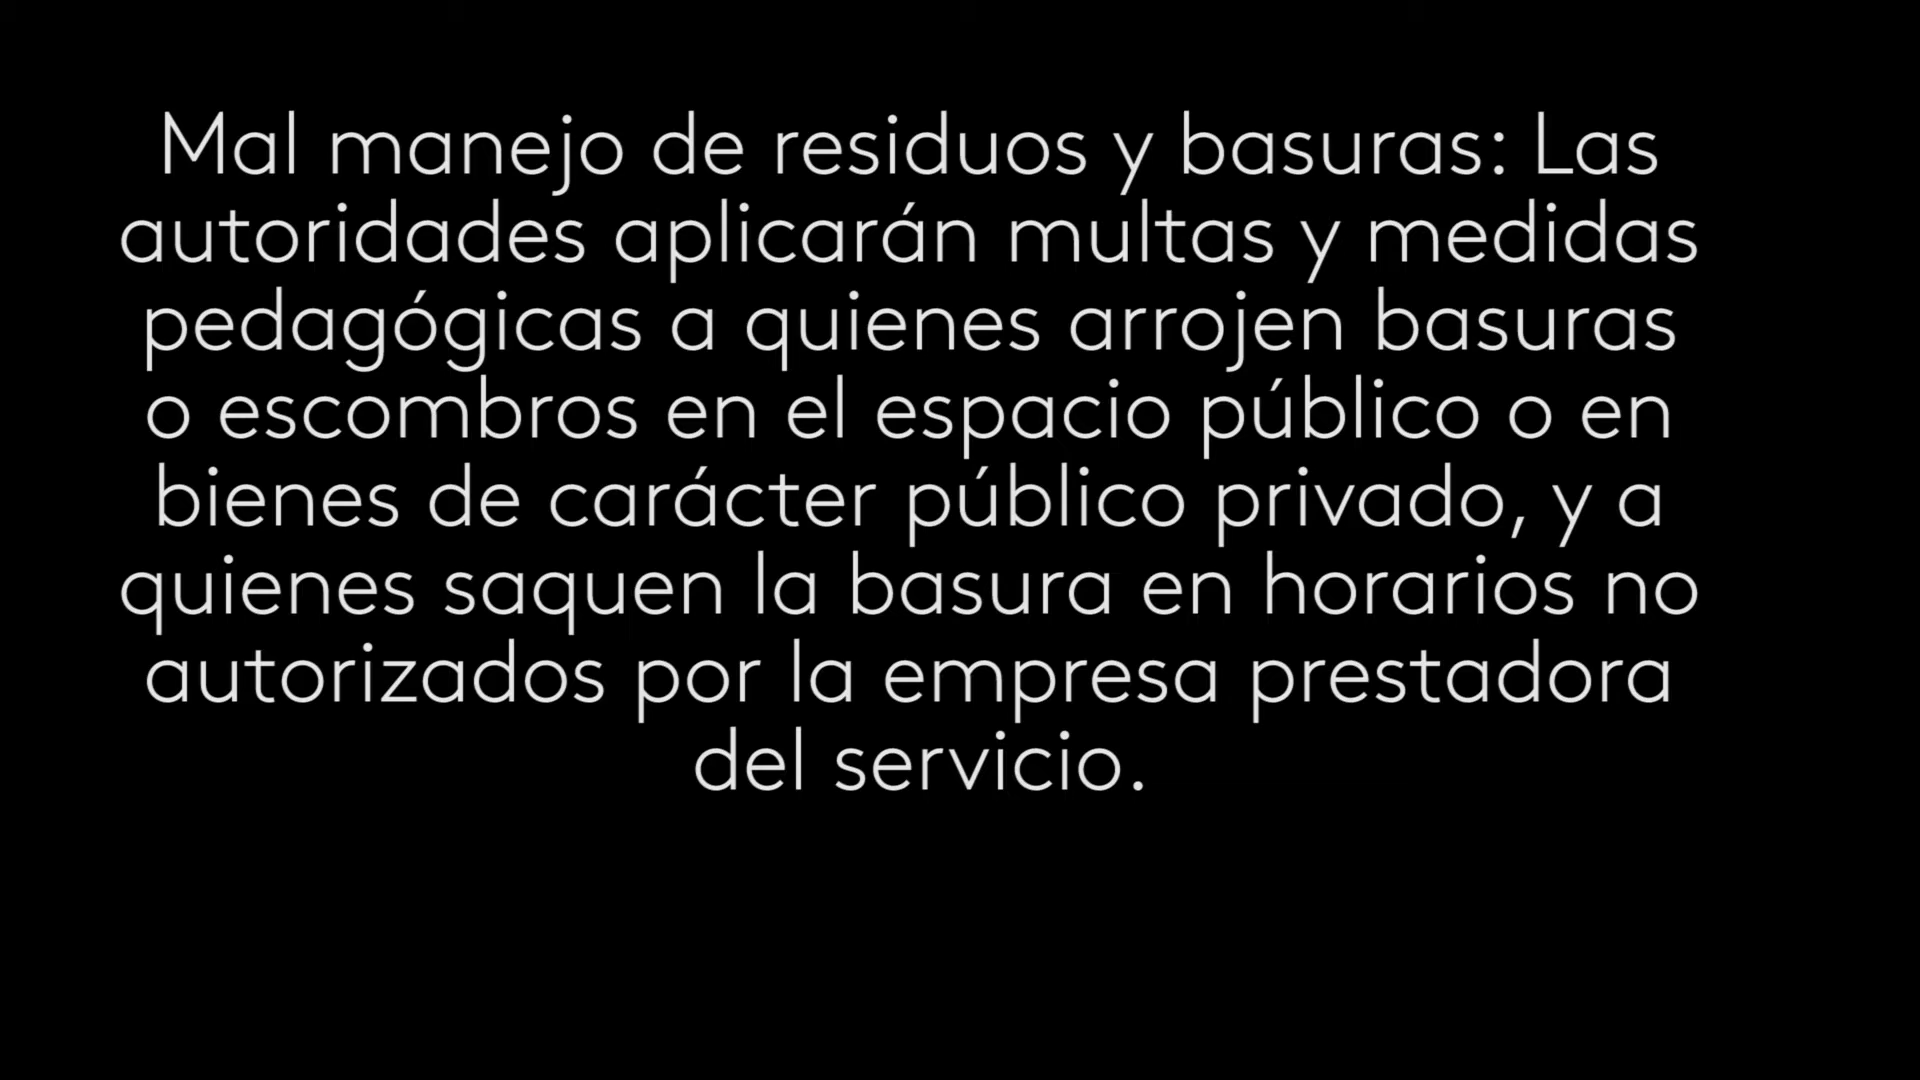 Mal manejo de residuos y basuras: Las
autoridades aplicarán multas y medidas
pedagógicas a quienes arrojen basuras
o escombros en el espacio público o en
bienes de carácter público privado, y a
quienes saquen la basura en horarios no
autorizados por la empresa prestadora
del servicio.